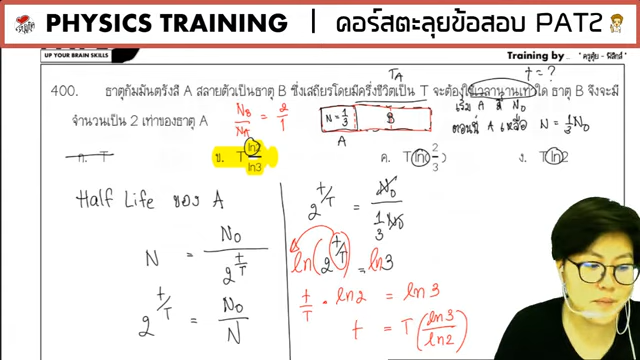 PHYSICS TRAINING | คอร์สตะลุยข้อสอบ PAT2
UP YOUR BRAIN SKILLS
Training by...
T_A
t = ?
400. ธาตุกัมมันตรังสี A สลายตัวเป็นธาตุ B ซึ่งเสถียรโดยมีครึ่งชีวิตเป็น T จะต้องใช้เวลานานเท่าใด ธาตุ B จึงจะมี
จำนวนเป็น 2 เท่าของธาตุ A
N_B/N_A = 2/1
N = 1/3
B
A
เริ่ม A มี N₀
ตอนนี้ A เหลือ N = 1/3 N₀
ก. T
ข. T ln2/ln3
ค. T ln(2/3)
ง. T ln2
Half Life ของ A
N = N₀/2^(t/T)
2^(t/T) = N₀/N
2^(t/T) = N₀/(1/3 N₀)
ln(2^(t/T)) = ln3
t/T · ln2 = ln3
t = T(ln3/ln2)